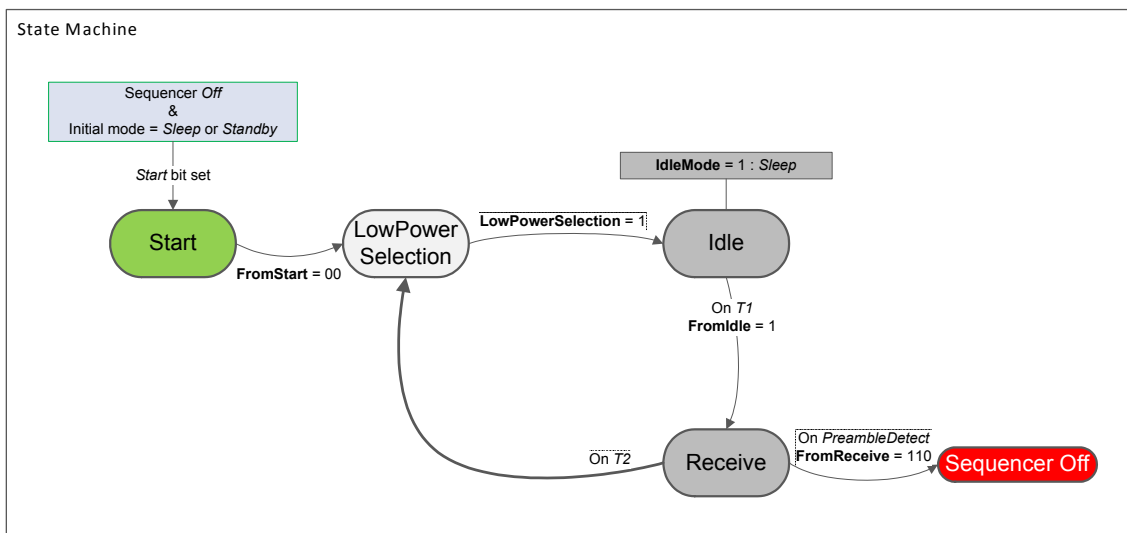 State Machine
Sequencer Off
&
Initial mode = Sleep or Standby
Start bit set
IdleMode = 1 : Sleep
Start
FromStart = 00
LowPower
Selection
LowPowerSelection = 1
Idle
On T1
FromIdle = 1
On T2
Receive
On PreambleDetect
FromReceive = 110
Sequencer Off